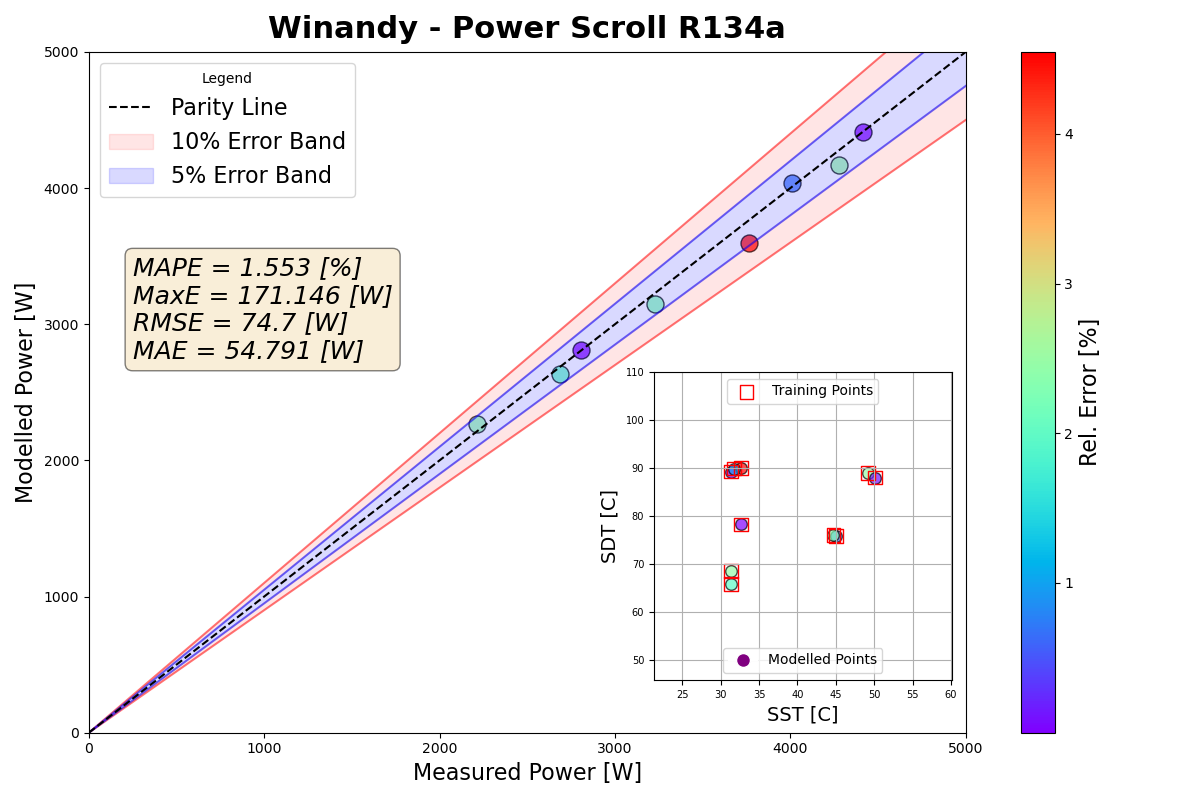 Winandy - Power Scroll R134a
Legend
Parity Line
10% Error Band
5% Error Band
MAPE = 1.553 [%]
MaxE = 171.146 [W]
RMSE = 74.7 [W]
MAE = 54.791 [W]
Modelled Power [W]
5000
4000
3000
2000
1000
0
0
1000
2000
3000
4000
5000
Measured Power [W]
Training Points
Modelled Points
SDT [C]
110
100
90
80
70
60
50
25
30
35
40
45
50
55
60
SST [C]
4
3
2
1
Rel. Error [%]